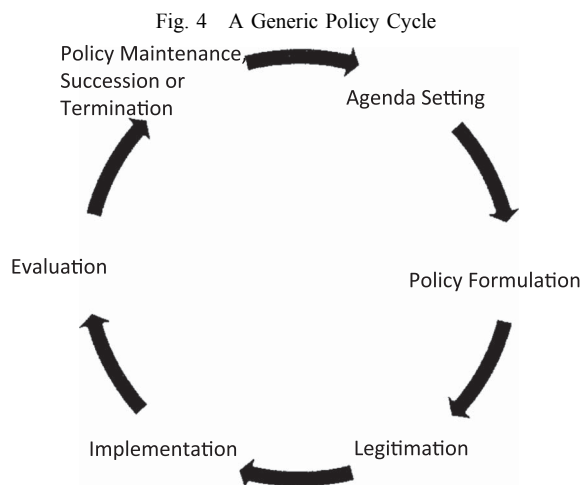 Fig. 4 A Generic Policy Cycle
Policy Maintenance,
Succession or
Termination
Agenda Setting
Evaluation
Policy Formulation
Implementation
Legitimation